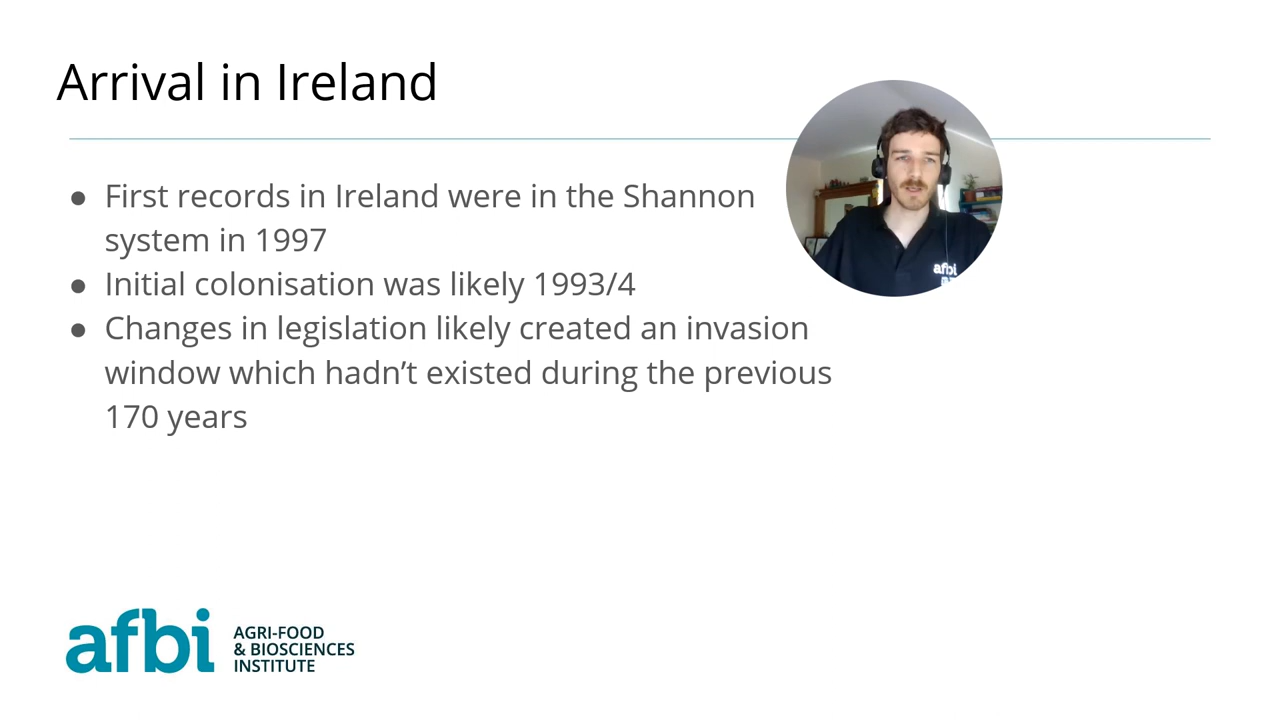 Arrival in Ireland
● First records in Ireland were in the Shannon
system in 1997
● Initial colonisation was likely 1993/4
● Changes in legislation likely created an invasion
window which hadn’t existed during the previous
170 years
afbi
afbi
AGRI-FOOD
& BIOSCIENCES
INSTITUTE